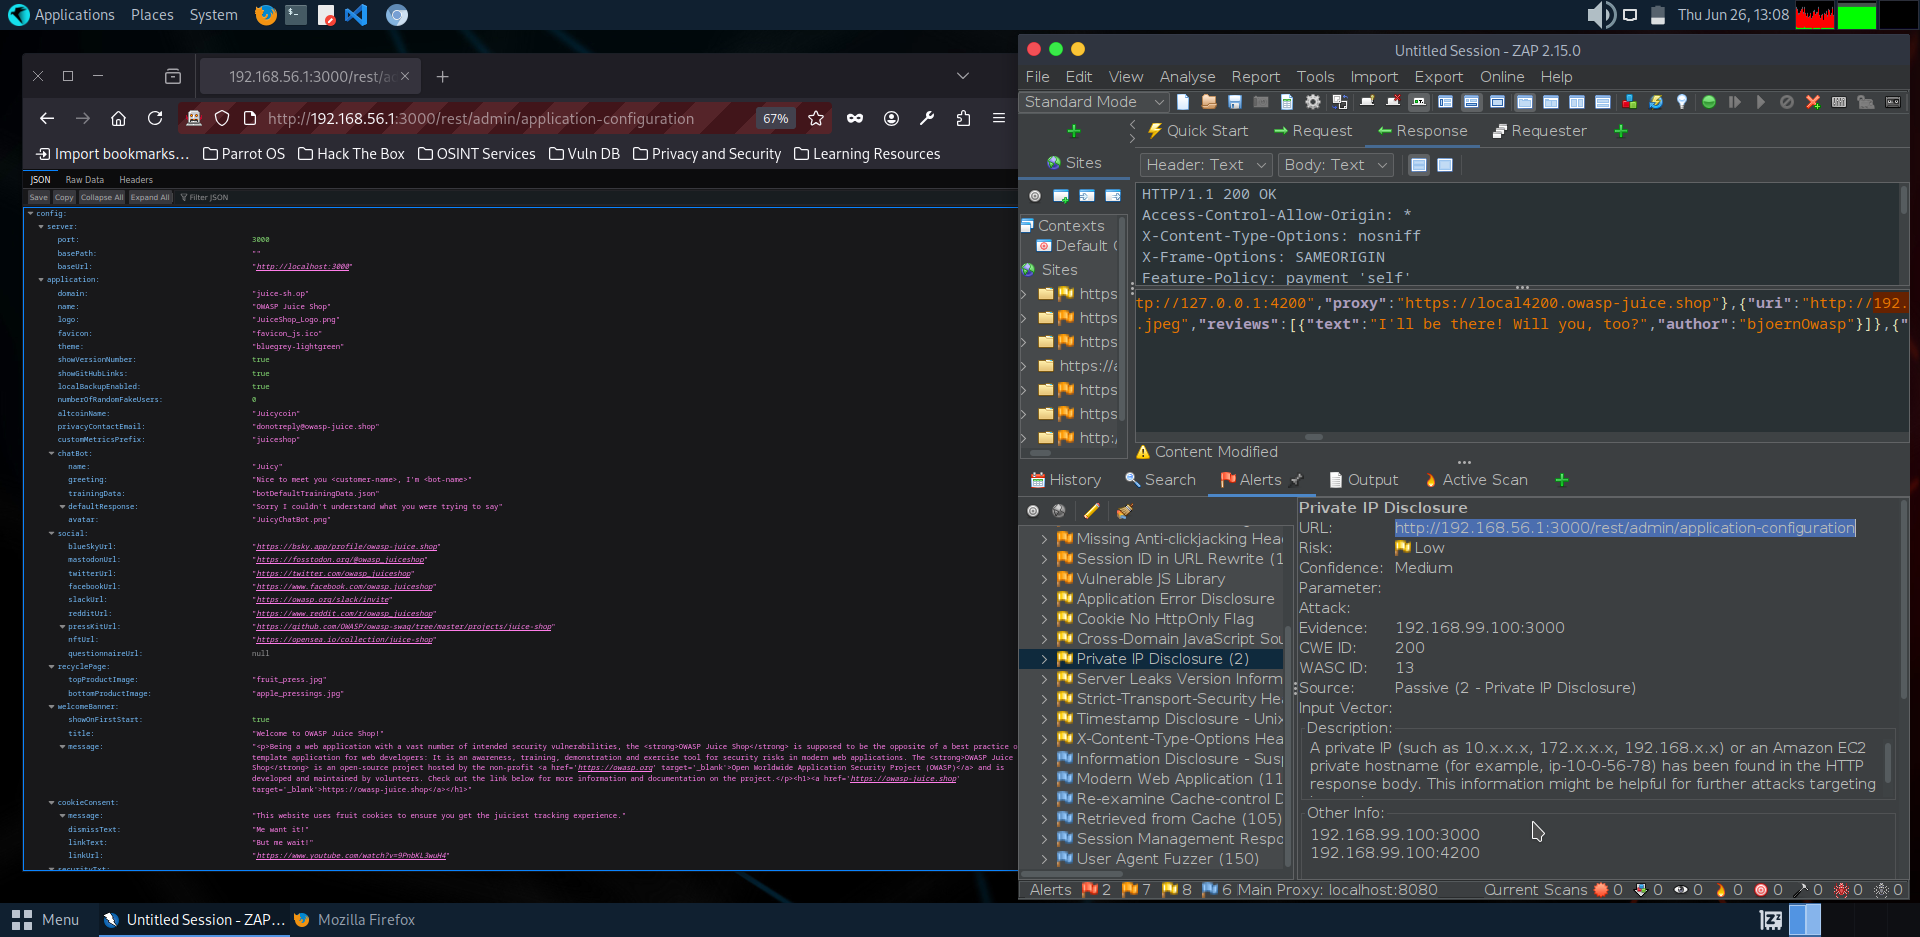 Applications Places System
Thu Jun 26, 13:08
192.168.56.1:3000/rest/ac
http://192.168.56.1:3000/rest/admin/application-configuration 67%
Import bookmarks... Parrot OS Hack The Box OSINT Services Vuln DB Privacy and Security Learning Resources
JSON Raw Data Headers
Save Copy Collapse All Expand All Filter JSON
config:
server:
port: 3000
basePath: ""
baseUrl: "http://localhost:3000"
application:
domain: "juice-sh.op"
name: "OWASP Juice Shop"
logo: "JuiceShop_Logo.png"
favicon: "favicon_js.ico"
theme: "bluegrey-lightgreen"
showVersionNumber: true
showGitHubLinks: true
localBackupEnabled: true
numberOfRandomFakeUsers: 0
altcoinName: "Juicycoin"
privacyContactEmail: "donotreply@owasp-juice.shop"
customMetricsPrefix: "juiceshop"
chatBot:
name: "Juicy"
greeting: "Nice to meet you <customer-name>, I'm <bot-name>"
trainingData: "botDefaultTrainingData.json"
defaultResponse: "Sorry I couldn't understand what you were trying to say"
avatar: "JuicyChatBot.png"
social:
blueSkyUrl: "https://bsky.app/profile/owasp-juice.shop"
mastodonUrl: "https://fosstodon.org/@owasp_juiceshop"
twitterUrl: "https://twitter.com/owasp_juiceshop"
facebookUrl: "https://www.facebook.com/owasp.juiceshop"
slackUrl: "https://owasp.org/slack/invite"
redditUrl: "https://www.reddit.com/r/owasp_juiceshop"
pressKitUrl: "https://github.com/OWASP/owasp-swag/tree/master/projects/juice-shop"
nftUrl: "https://opensea.io/collection/juice-shop"
questionnaireUrl: null
recyclePage:
topProductImage: "fruit_press.jpg"
bottomProductImage: "apple_pressings.jpg"
welcomeBanner:
showOnFirstStart: true
title: "Welcome to OWASP Juice Shop!"
message: "<p>Being a web application with a vast number of intended security vulnerabilities, the <strong>OWASP Juice Shop</strong> is supposed to be the opposite of a best practice o
template application for web developers: It is an awareness, training, demonstration and exercise tool for security risks in modern web applications. The <strong>OWASP Juice
Shop</strong> is an open-source project hosted by the non-profit <a href='https://owasp.org' target='_blank'>Open Worldwide Application Security Project (OWASP)</a> and is
developed and maintained by volunteers. Check out the link below for more information and documentation on the project.</p><h1><a href='https://owasp-juice.shop'
target='_blank'>https://owasp-juice.shop</a></h1>"
cookieConsent:
message: "This website uses fruit cookies to ensure you get the juiciest tracking experience."
dismissText: "Me want it!"
linkText: "But me wait!"
linkUrl: "https://www.youtube.com/watch?v=9PnbKL3wuH4"
securityTxt:
Untitled Session - ZAP 2.15.0
File Edit View Analyse Report Tools Import Export Online Help
Standard Mode
Quick Start Request Response Requester
Sites
Header: Text Body: Text
Contexts
Default C
Sites
https
https
https
https://a
https
https
http:/
HTTP/1.1 200 OK
Access-Control-Allow-Origin: *
X-Content-Type-Options: nosniff
X-Frame-Options: SAMEORIGIN
Feature-Policy: payment 'self'
tp://127.0.0.1:4200","proxy":"https://local4200.owasp-juice.shop"},{"uri":"http://192.
.jpeg","reviews":[{"text":"I'll be there! Will you, too?","author":"bjoernOwasp"}]},{"
Content Modified
History Search Alerts Output Active Scan
Missing Anti-clickjacking Hea
Session ID in URL Rewrite (1
Vulnerable JS Library
Application Error Disclosure
Cookie No HttpOnly Flag
Cross-Domain JavaScript Sou
Private IP Disclosure (2)
Server Leaks Version Inform
Strict-Transport-Security He
Timestamp Disclosure - Unix
X-Content-Type-Options Hea
Information Disclosure - Susp
Modern Web Application (11
Re-examine Cache-control D
Retrieved from Cache (105)
Session Management Respo
User Agent Fuzzer (150)
Private IP Disclosure
URL: http://192.168.56.1:3000/rest/admin/application-configuration
Risk: Low
Confidence: Medium
Parameter:
Attack:
Evidence: 192.168.99.100:3000
CWE ID: 200
WASC ID: 13
Source: Passive (2 - Private IP Disclosure)
Input Vector:
Description:
A private IP (such as 10.x.x.x, 172.x.x.x, 192.168.x.x) or an Amazon EC2
private hostname (for example, ip-10-0-56-78) has been found in the HTTP
response body. This information might be helpful for further attacks targeting
Other Info:
192.168.99.100:3000
192.168.99.100:4200
Alerts 2 7 8 6 Main Proxy: localhost:8080 Current Scans 0 0 0 0 0 0 0 0
Menu Untitled Session - ZAP... Mozilla Firefox